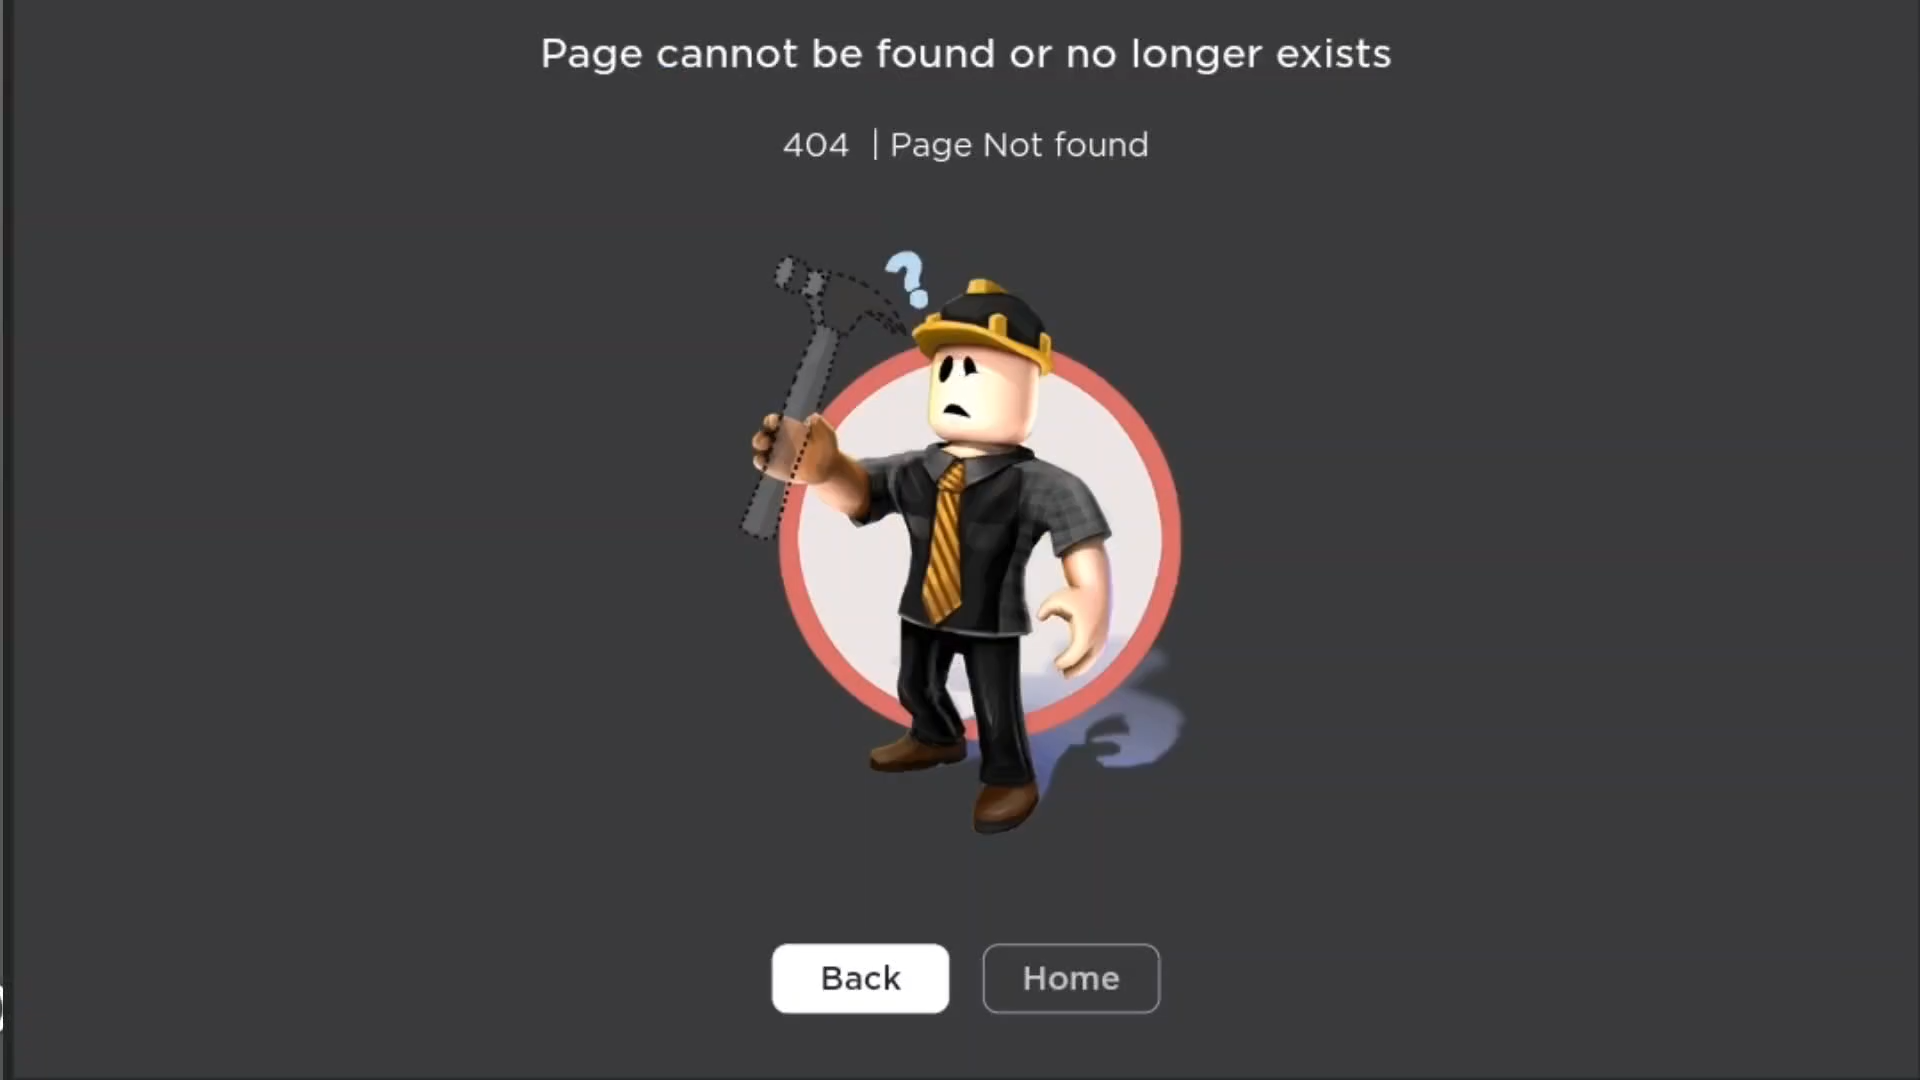 Page cannot be found or no longer exists
404 | Page Not found
?
Back
Home